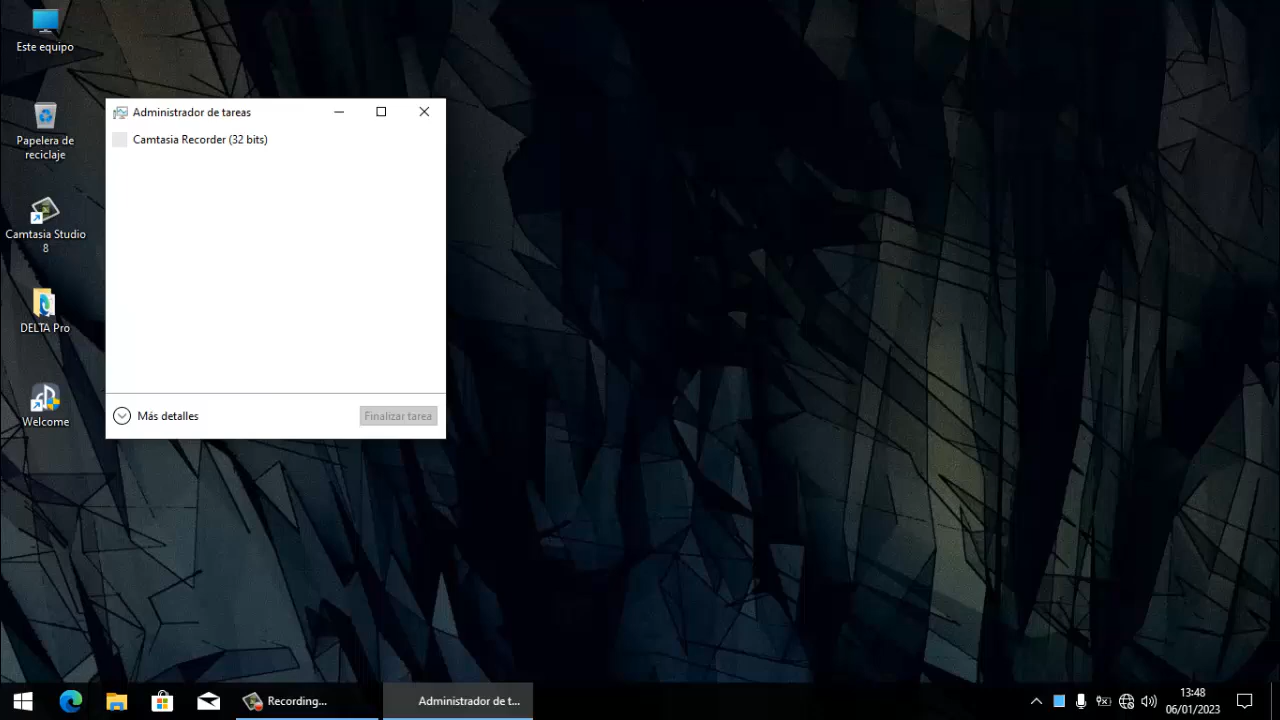 Este equipo
Papelera de
reciclaje
Camtasia Studio
8
DELTA Pro
Welcome
Administrador de tareas
Camtasia Recorder (32 bits)
Más detalles
Finalizar tarea
Recording...
Administrador de t...
13:48
06/01/2023